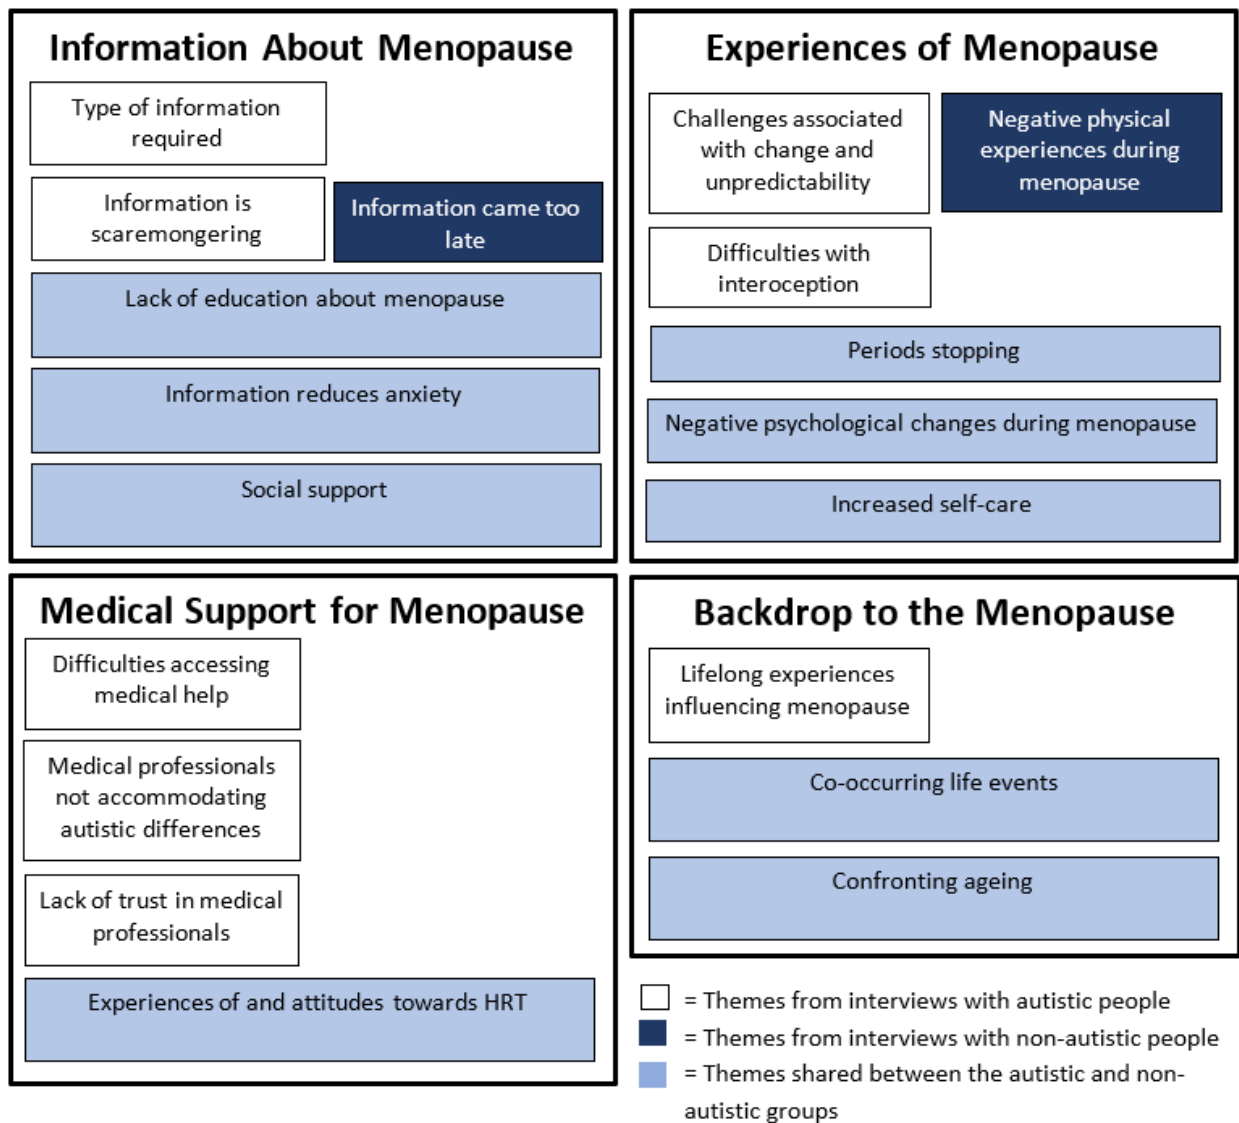 Information About Menopause
Type of information
required
Information is
scaremongering
Information came too
late
Lack of education about menopause
Information reduces anxiety
Social support
Experiences of Menopause
Challenges associated
with change and
unpredictability
Negative physical
experiences during
menopause
Difficulties with
interoception
Periods stopping
Negative psychological changes during menopause
Increased self-care
Medical Support for Menopause
Difficulties accessing
medical help
Medical professionals
not accommodating
autistic differences
Lack of trust in medical
professionals
Experiences of and attitudes towards HRT
Backdrop to the Menopause
Lifelong experiences
influencing menopause
Co-occurring life events
Confronting ageing
= Themes from interviews with autistic people
= Themes from interviews with non-autistic people
= Themes shared between the autistic and non-
autistic groups